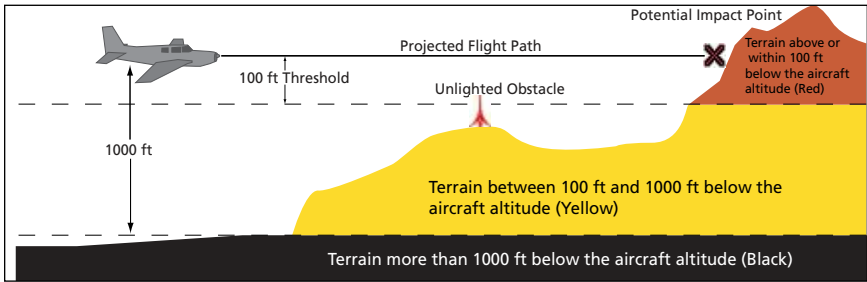 Potential Impact Point
Projected Flight Path
Terrain above or
within 100 ft
below the aircraft
altitude (Red)
100 ft Threshold
Unlighted Obstacle
1000 ft
Terrain between 100 ft and 1000 ft below the
aircraft altitude (Yellow)
Terrain more than 1000 ft below the aircraft altitude (Black)